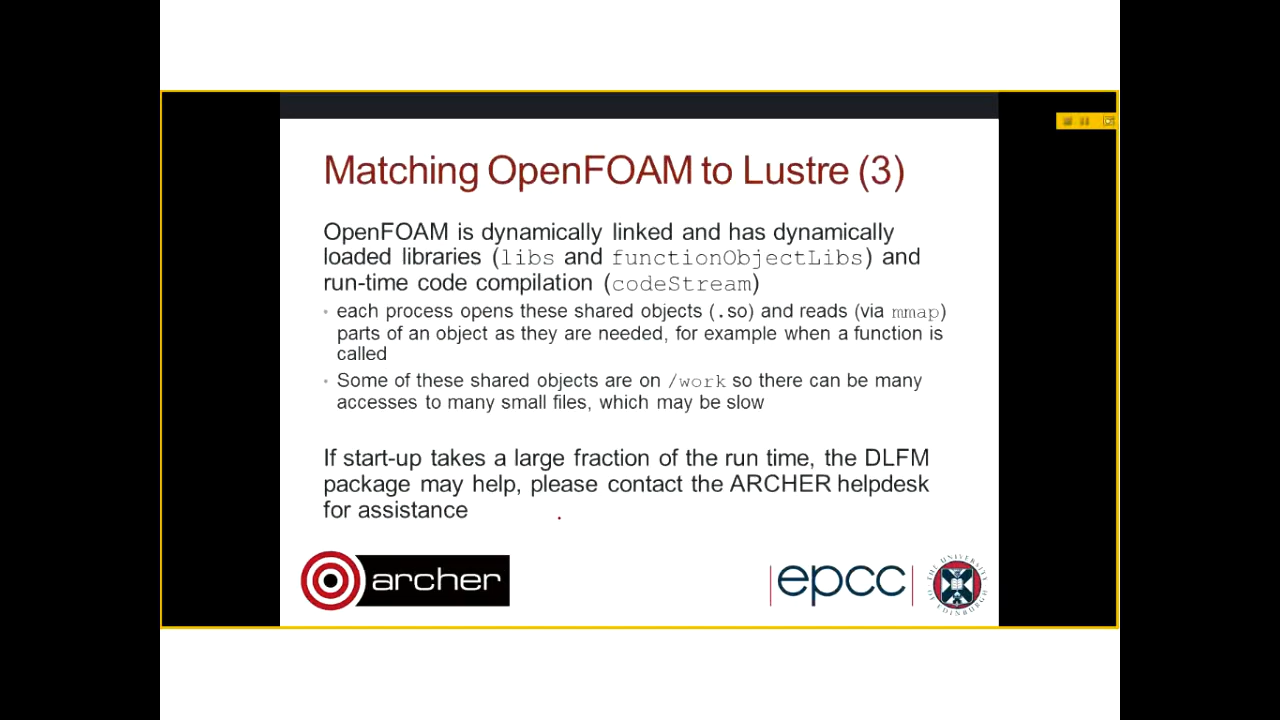 Matching OpenFOAM to Lustre (3)
OpenFOAM is dynamically linked and has dynamically
loaded libraries (libs and functionObjectLibs) and
run-time code compilation (codeStream)
• each process opens these shared objects (.so) and reads (via mmap)
parts of an object as they are needed, for example when a function is
called
• Some of these shared objects are on /work so there can be many
accesses to many small files, which may be slow
If start-up takes a large fraction of the run time, the DLFM
package may help, please contact the ARCHER helpdesk
for assistance
archer
epcc
THE UNIVERSITY OF EDINBURGH